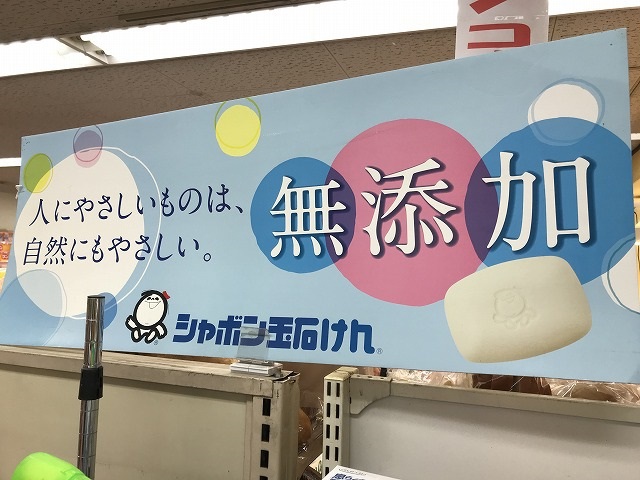 人にやさしいものは、
自然にもやさしい。
無添加
シャボン玉石けん